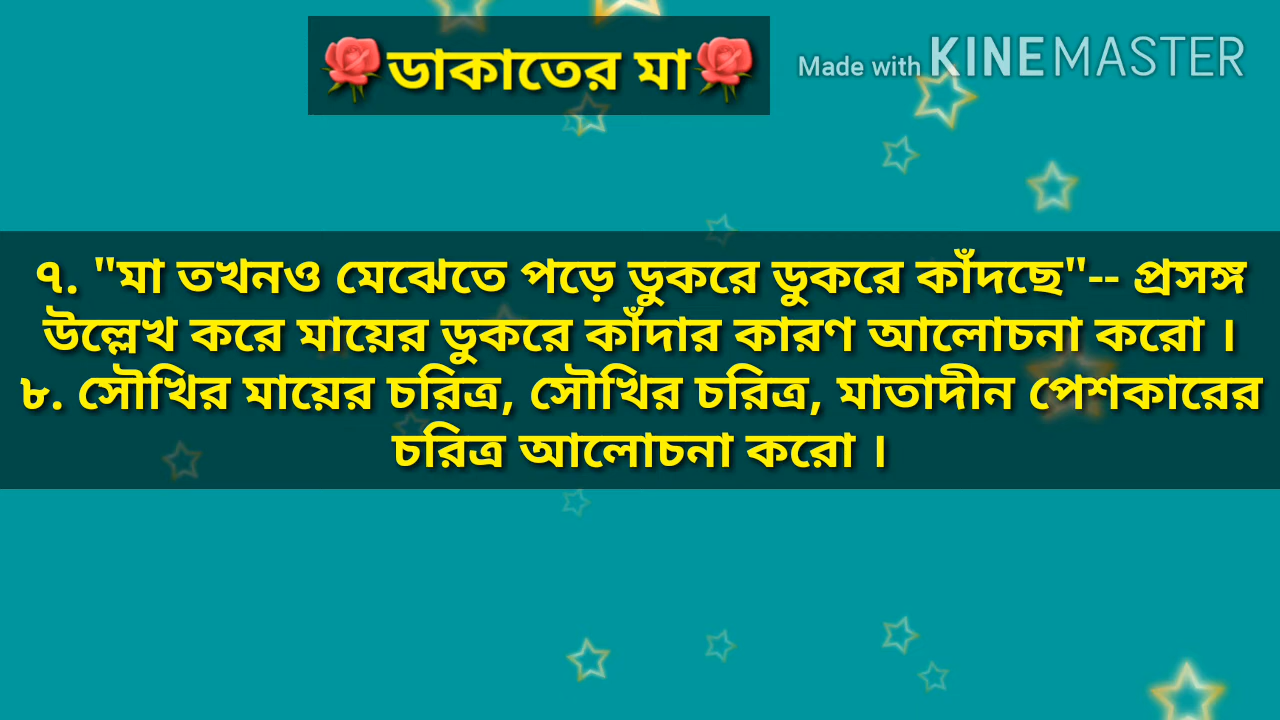 🌹ডাকাতের মা🌹
Made with KINEMASTER
৭. "মা তখনও মেঝেতে পড়ে ডুকরে ডুকরে কাঁদছে"-- প্রসঙ্গ
উল্লেখ করে মায়ের ডুকরে কাঁদার কারণ আলোচনা করো ।
৮. সৌখির মায়ের চরিত্র, সৌখির চরিত্র, মাতাদীন পেশকারের
চরিত্র আলোচনা করো ।